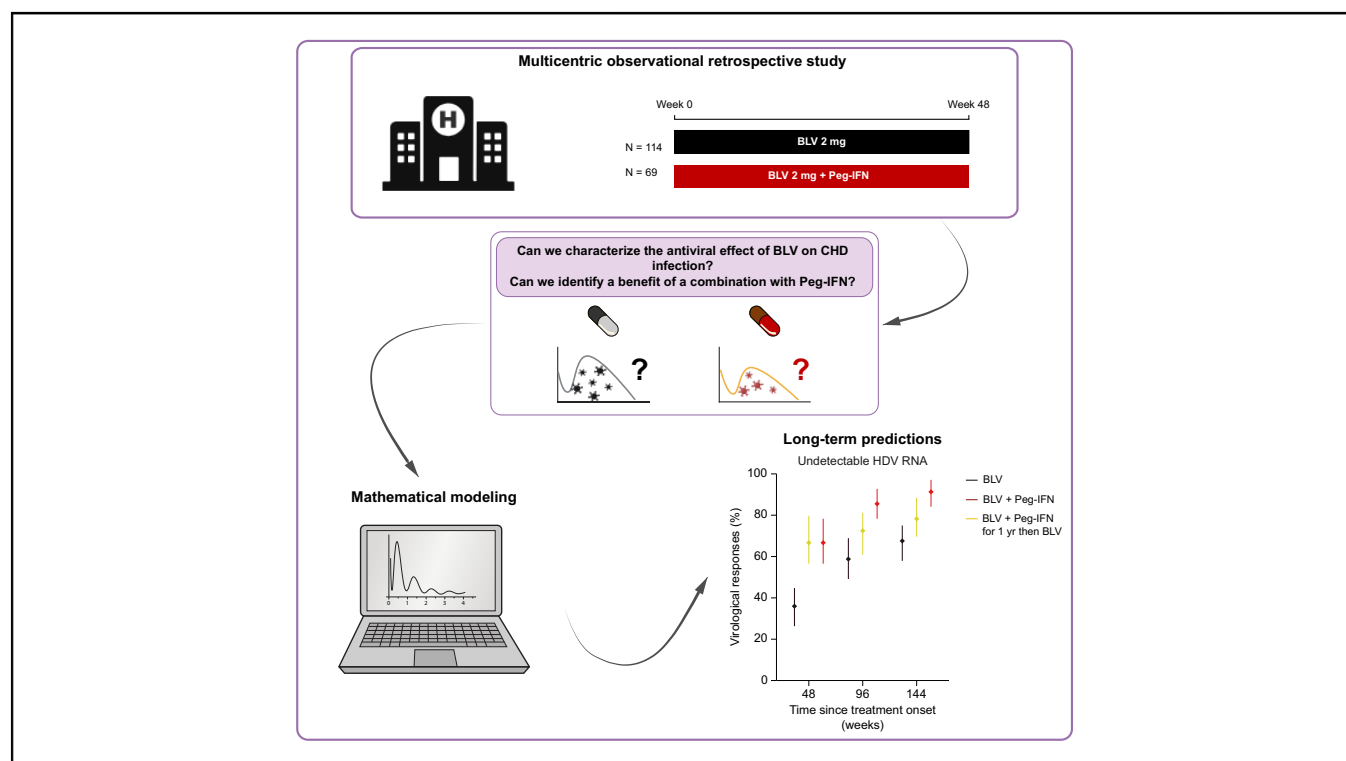 Multicentric observational retrospective study
H
Week 0
Week 48
N = 114
BLV 2 mg
N = 69
BLV 2 mg + Peg-IFN
Can we characterize the antiviral effect of BLV on CHD
infection?
Can we identify a benefit of a combination with Peg-IFN?
?
?
Mathematical modeling
0 1 2 3 4
Long-term predictions
Undetectable HDV RNA
Virological responses (%)
100
80
60
40
20
0
48 96 144
Time since treatment onset
(weeks)
BLV
BLV + Peg-IFN
BLV + Peg-IFN
for 1 yr then BLV